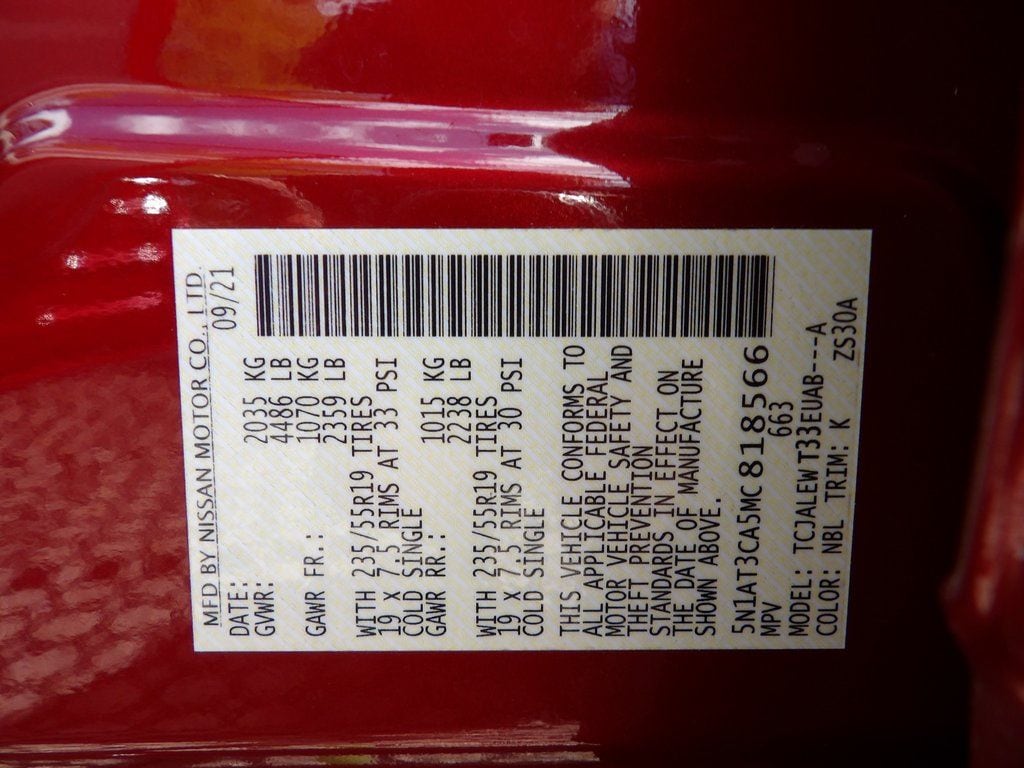 MFD BY NISSAN MOTOR CO., LTD.
DATE: 09/21
GVWR: 2035 KG
4486 LB
GAWR FR.: 1070 KG
2359 LB
WITH 235/55R19 TIRES
19 X 7.5 RIMS AT 33 PSI
COLD SINGLE
GAWR RR.: 1015 KG
2238 LB
WITH 235/55R19 TIRES
19 X 7.5 RIMS AT 30 PSI
COLD SINGLE
THIS VEHICLE CONFORMS TO
ALL APPLICABLE FEDERAL
MOTOR VEHICLE SAFETY AND
THEFT PREVENTION
STANDARDS IN EFFECT ON
THE DATE OF MANUFACTURE
SHOWN ABOVE.
5N1AT3CA5MC818566
MPV 663
MODEL: TCJALEWT33EUAB---A
COLOR: NBL TRIM: K ZS30A